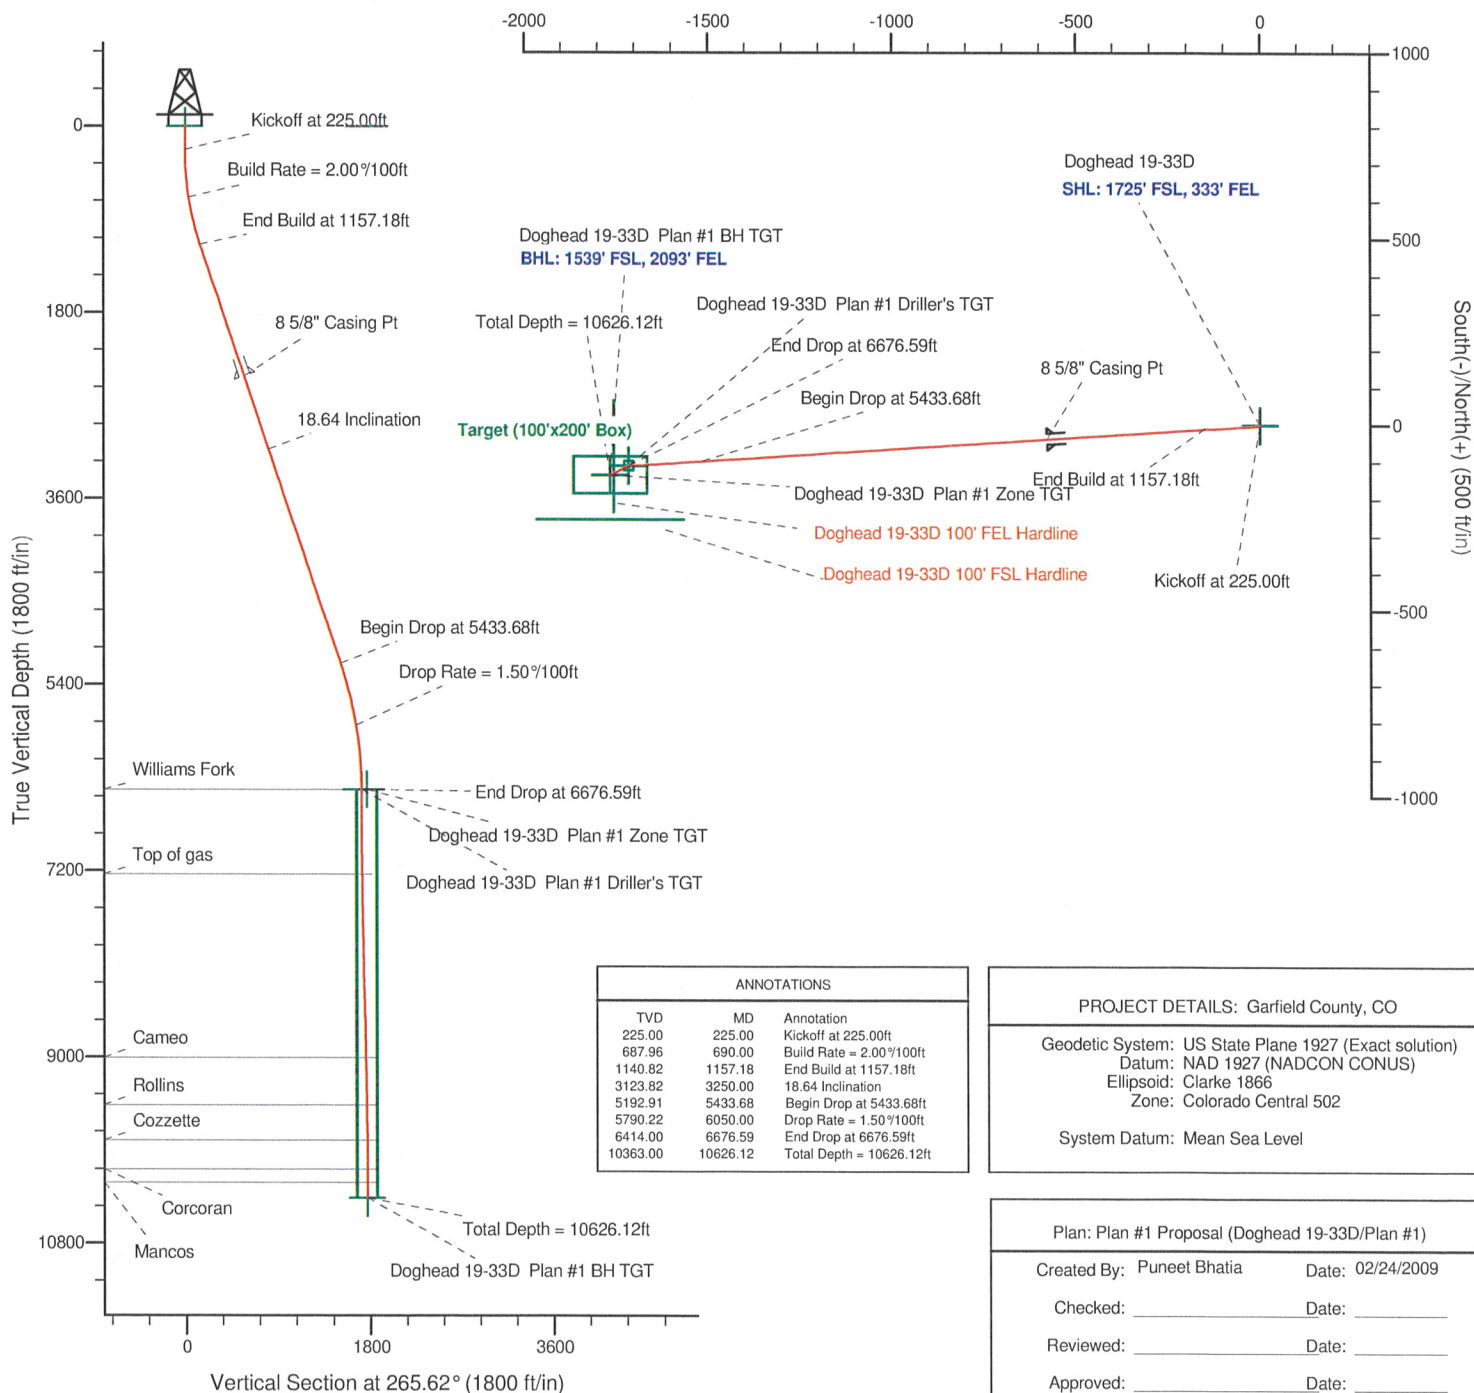 -2000 -1500 -1000 -500 0
1000
500
0
-500
-1000
South(-)/North(+) (500 ft/in)
0
1800
3600
5400
7200
9000
10800
True Vertical Depth (1800 ft/in)
Kickoff at 225.00ft
Build Rate = 2.00°/100ft
End Build at 1157.18ft
8 5/8" Casing Pt
18.64 Inclination
Begin Drop at 5433.68ft
Drop Rate = 1.50°/100ft
Williams Fork
End Drop at 6676.59ft
Doghead 19-33D Plan #1 Zone TGT
Top of gas
Doghead 19-33D Plan #1 Driller's TGT
Cameo
Rollins
Cozzette
Corcoran
Mancos
Total Depth = 10626.12ft
Doghead 19-33D Plan #1 BH TGT
0 1800 3600
Vertical Section at 265.62° (1800 ft/in)
Doghead 19-33D
SHL: 1725' FSL, 333' FEL
Doghead 19-33D Plan #1 BH TGT
BHL: 1539' FSL, 2093' FEL
Doghead 19-33D Plan #1 Driller's TGT
Total Depth = 10626.12ft
End Drop at 6676.59ft
8 5/8" Casing Pt
Begin Drop at 5433.68ft
Target (100'x200' Box)
End Build at 1157.18ft
Doghead 19-33D Plan #1 Zone TGT
Doghead 19-33D 100' FEL Hardline
Doghead 19-33D 100' FSL Hardline
Kickoff at 225.00ft
ANNOTATIONS
TVD MD Annotation
225.00 225.00 Kickoff at 225.00ft
687.96 690.00 Build Rate = 2.00°/100ft
1140.82 1157.18 End Build at 1157.18ft
3123.82 3250.00 18.64 Inclination
5192.91 5433.68 Begin Drop at 5433.68ft
5790.22 6050.00 Drop Rate = 1.50°/100ft
6414.00 6676.59 End Drop at 6676.59ft
10363.00 10626.12 Total Depth = 10626.12ft
PROJECT DETAILS: Garfield County, CO
Geodetic System: US State Plane 1927 (Exact solution)
Datum: NAD 1927 (NADCON CONUS)
Ellipsoid: Clarke 1866
Zone: Colorado Central 502
System Datum: Mean Sea Level
Plan: Plan #1 Proposal (Doghead 19-33D/Plan #1)
Created By: Puneet Bhatia Date: 02/24/2009
Checked: Date:
Reviewed: Date:
Approved: Date: